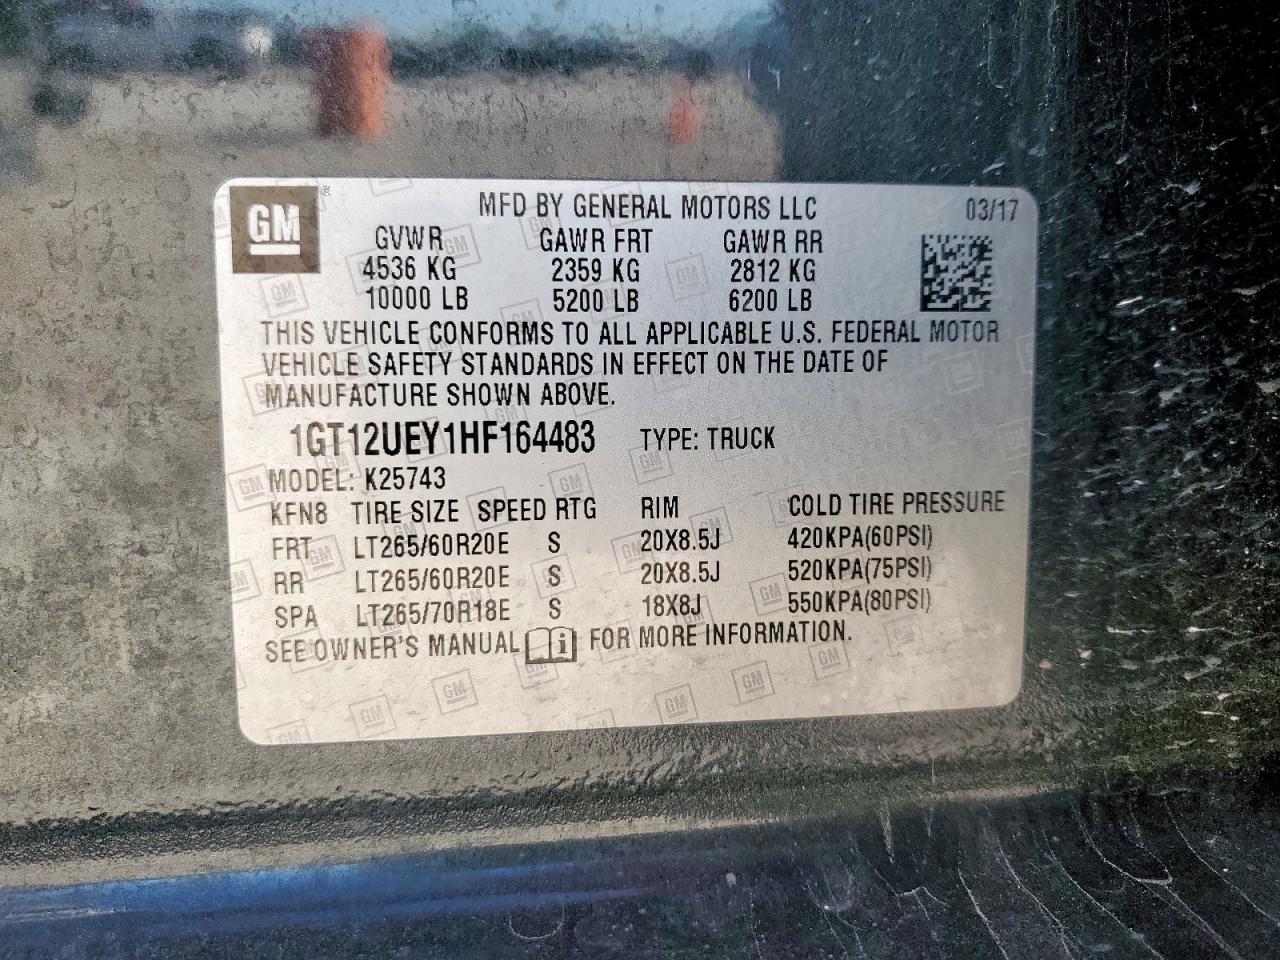 GM ®
MFD BY GENERAL MOTORS LLC 03/17
GVWR GAWR FRT GAWR RR
4536 KG 2359 KG 2812 KG
10000 LB 5200 LB 6200 LB
THIS VEHICLE CONFORMS TO ALL APPLICABLE U.S. FEDERAL MOTOR
VEHICLE SAFETY STANDARDS IN EFFECT ON THE DATE OF
MANUFACTURE SHOWN ABOVE.
1GT12UEY1HF164483 TYPE: TRUCK
MODEL: K25743
KFN8 TIRE SIZE SPEED RTG RIM COLD TIRE PRESSURE
FRT LT265/60R20E S 20X8.5J 420KPA(60PSI)
RR LT265/60R20E S 20X8.5J 520KPA(75PSI)
SPA LT265/70R18E S 18X8J 550KPA(80PSI)
SEE OWNER'S MANUAL i FOR MORE INFORMATION.